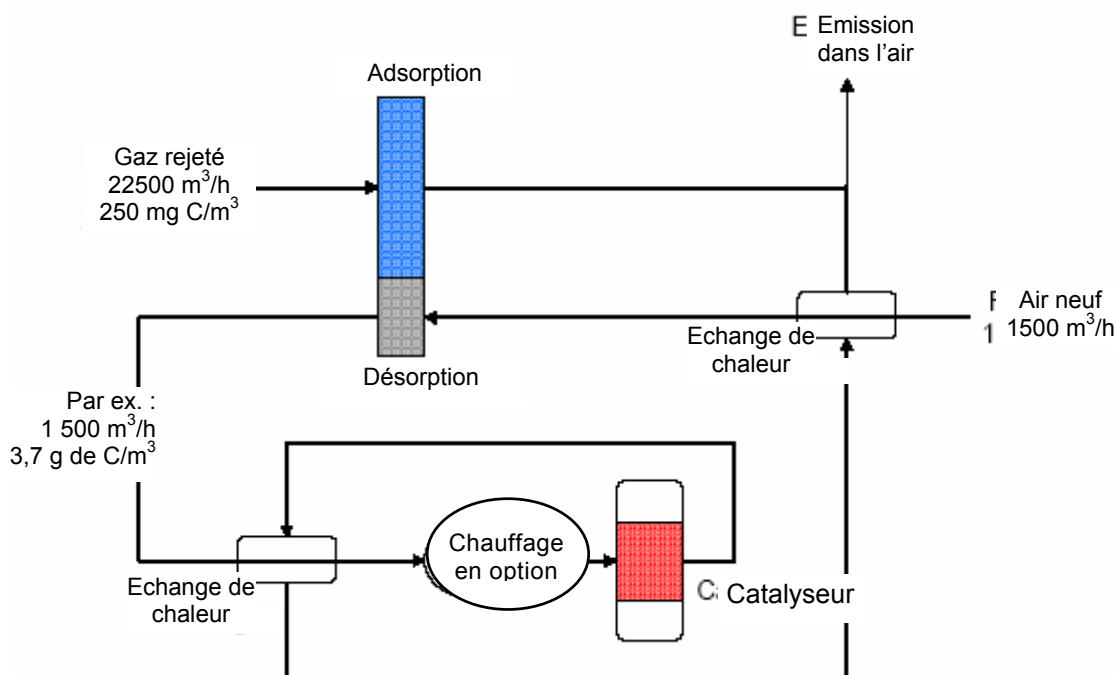 E Emission
dans l'air
Adsorption
Gaz rejeté
22500 m³/h
250 mg C/m³
F Air neuf
1 1500 m³/h
Echange de
chaleur
Désorption
Par ex. :
1 500 m³/h
3,7 g de C/m³
Chauffage
en option
Echange de
chaleur
Catalyseur